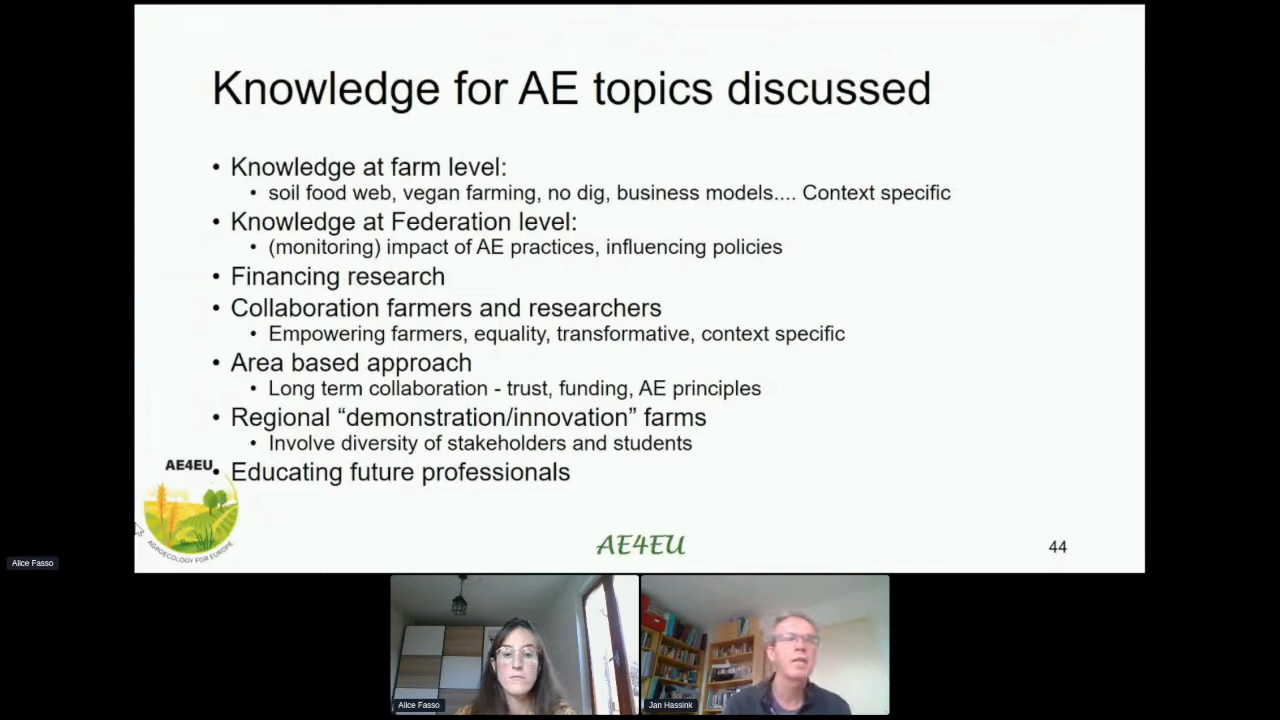 Knowledge for AE topics discussed
• Knowledge at farm level:
• soil food web, vegan farming, no dig, business models.... Context specific
• Knowledge at Federation level:
• (monitoring) impact of AE practices, influencing policies
• Financing research
• Collaboration farmers and researchers
• Empowering farmers, equality, transformative, context specific
• Area based approach
• Long term collaboration - trust, funding, AE principles
• Regional “demonstration/innovation” farms
• Involve diversity of stakeholders and students
• Educating future professionals
AE4EU
AGROECOLOGY FOR EUROPE
AE4EU
44
Alice Fasso
Alice Fasso
Jan Hassink